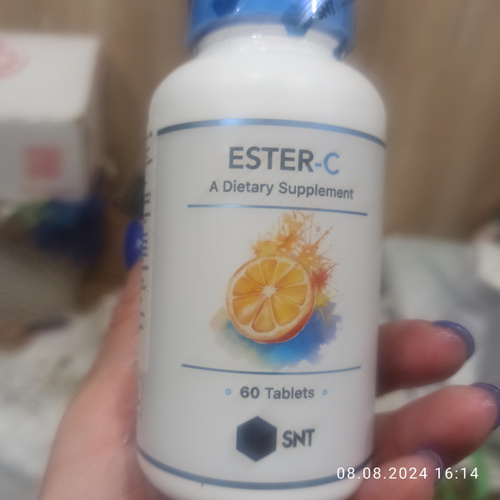 ESTER-C
A Dietary Supplement
60 Tablets
SNT
08.08.2024 16:14